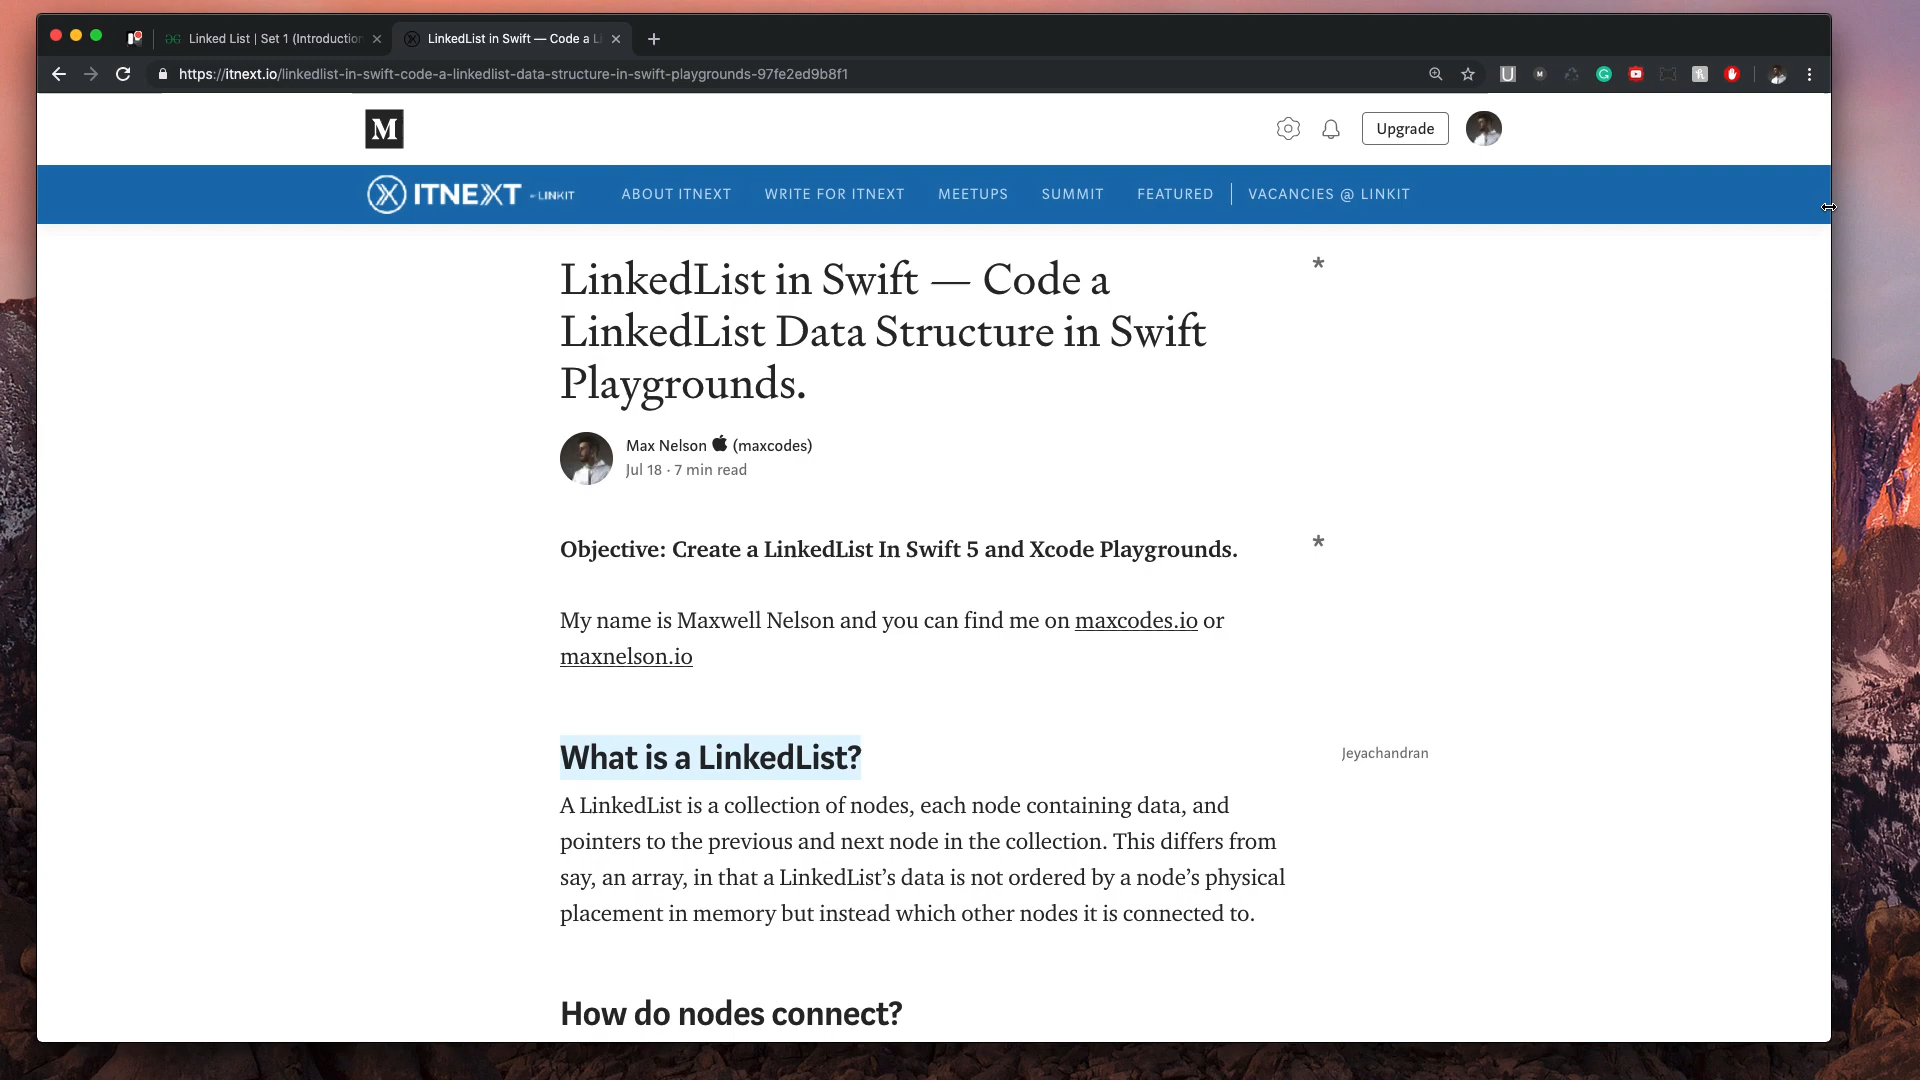 Linked List | Set 1 (Introduction
LinkedList in Swift — Code a Li
https://itnext.io/linkedlist-in-swift-code-a-linkedlist-data-structure-in-swift-playgrounds-97fe2ed9b8f1
M
Upgrade
ITNEXT LINKIT
ABOUT ITNEXT
WRITE FOR ITNEXT
MEETUPS
SUMMIT
FEATURED
VACANCIES @ LINKIT
LinkedList in Swift — Code a
LinkedList Data Structure in Swift
Playgrounds.
*
Max Nelson (maxcodes)
Jul 18 · 7 min read
Objective: Create a LinkedList In Swift 5 and Xcode Playgrounds.
*
My name is Maxwell Nelson and you can find me on maxcodes.io or
maxnelson.io
What is a LinkedList?
Jeyachandran
A LinkedList is a collection of nodes, each node containing data, and
pointers to the previous and next node in the collection. This differs from
say, an array, in that a LinkedList’s data is not ordered by a node’s physical
placement in memory but instead which other nodes it is connected to.
How do nodes connect?